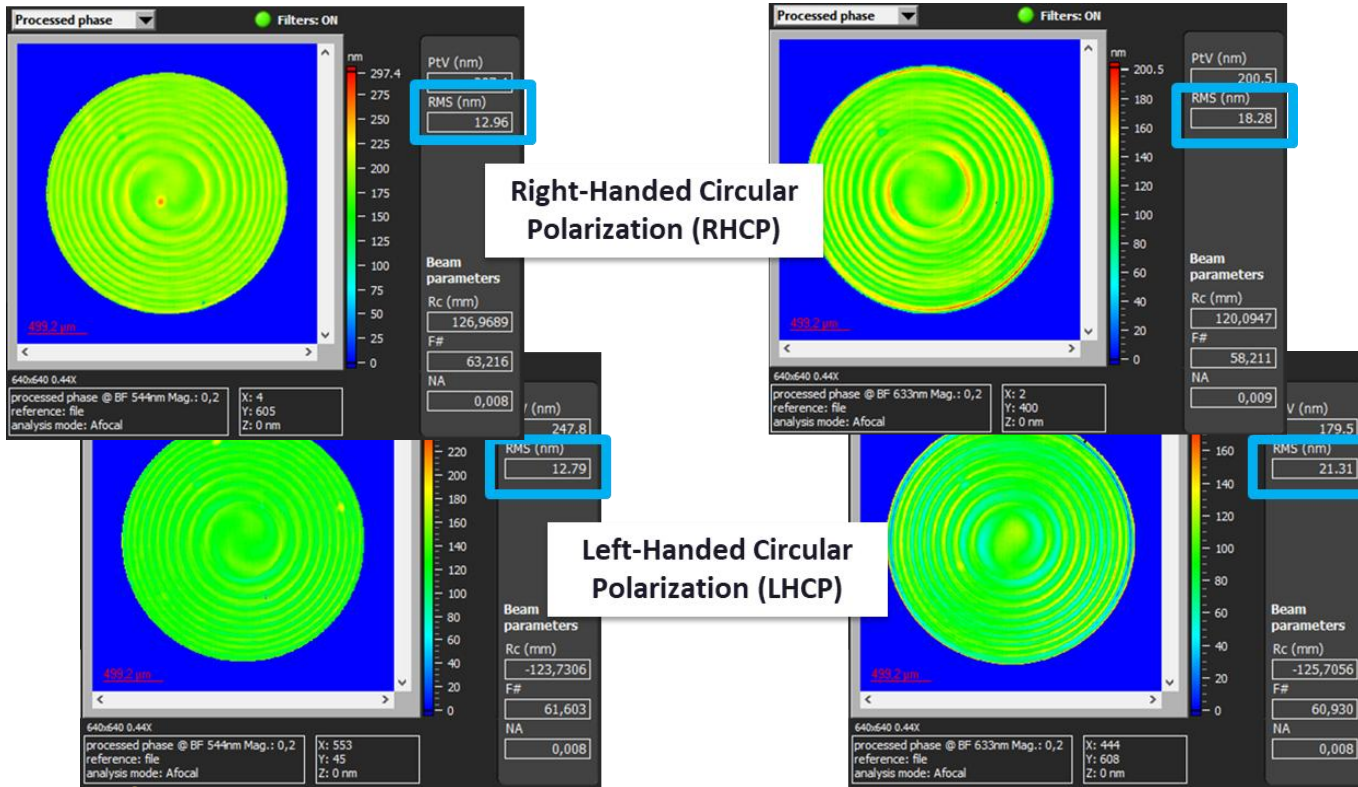 Processed phase
Filters: ON
nm
297.4
275
250
225
200
175
150
125
100
75
50
25
0
PtV (nm)
RMS (nm)
12.96
Beam
parameters
Rc (mm)
126,9689
F#
63,216
NA
0,008
499.2 µm
640x640 0.44X
processed phase @ BF 544nm Mag.: 0,2
reference: file
analysis mode: Afocal
X: 4
Y: 605
Z: 0 nm
Processed phase
Filters: ON
nm
200.5
180
160
140
120
100
80
60
40
20
0
PtV (nm)
200.5
RMS (nm)
18.28
Beam
parameters
Rc (mm)
120,0947
F#
58,211
NA
0,009
499.2 µm
640x640 0.44X
processed phase @ BF 633nm Mag.: 0,2
reference: file
analysis mode: Afocal
X: 2
Y: 400
Z: 0 nm
Right-Handed Circular
Polarization (RHCP)
220
200
180
160
140
120
100
80
60
40
20
0
V (nm)
247.8
RMS (nm)
12.79
Beam
parameters
Rc (mm)
-123,7306
F#
61,603
NA
0,008
499.2 µm
640x640 0.44X
processed phase @ BF 544nm Mag.: 0,2
reference: file
analysis mode: Afocal
X: 553
Y: 45
Z: 0 nm
Left-Handed Circular
Polarization (LHCP)
160
140
120
100
80
60
40
20
0
V (nm)
179.5
RMS (nm)
21.31
Beam
parameters
Rc (mm)
-125,7056
F#
60,930
NA
0,008
499.2 µm
640x640 0.44X
processed phase @ BF 633nm Mag.: 0,2
reference: file
analysis mode: Afocal
X: 444
Y: 608
Z: 0 nm